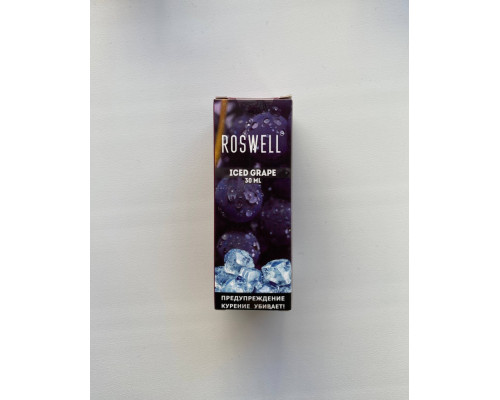 ROSWELL
ICED GRAPE
30 ML
ПРЕДУПРЕЖДЕНИЕ
КУРЕНИЕ УБИВАЕТ!